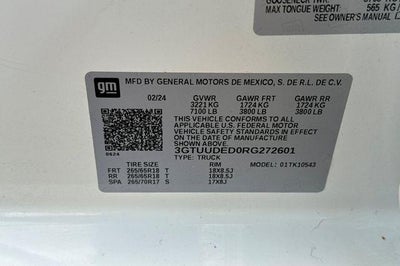 MAX TONGUE WEIGHT: 565 KG /
SEE OWNER'S MANUAL
gm
MFD BY GENERAL MOTORS DE MEXICO, S. DE R.L. DE C.V.
02/24 GVWR GAWR FRT GAWR RR
3221 KG 1724 KG 1724 KG
7100 LB 3800 LB 3800 LB
THIS VEHICLE CONFORMS TO ALL
APPLICABLE U.S. FEDERAL MOTOR
VEHICLE SAFETY AND THEFT PREVENTION
STANDARDS IN EFFECT ON THE DATE OF
MANUFACTURE SHOWN ABOVE.
3GTUUDED0RG272601
TYPE: TRUCK MODEL: 01TK10543
TIRE SIZE RIM
FRT 265/65R18 T 18X8.5J
RR 265/65R18 T 18X8.5J
SPA 265/70R17 S 17X8J